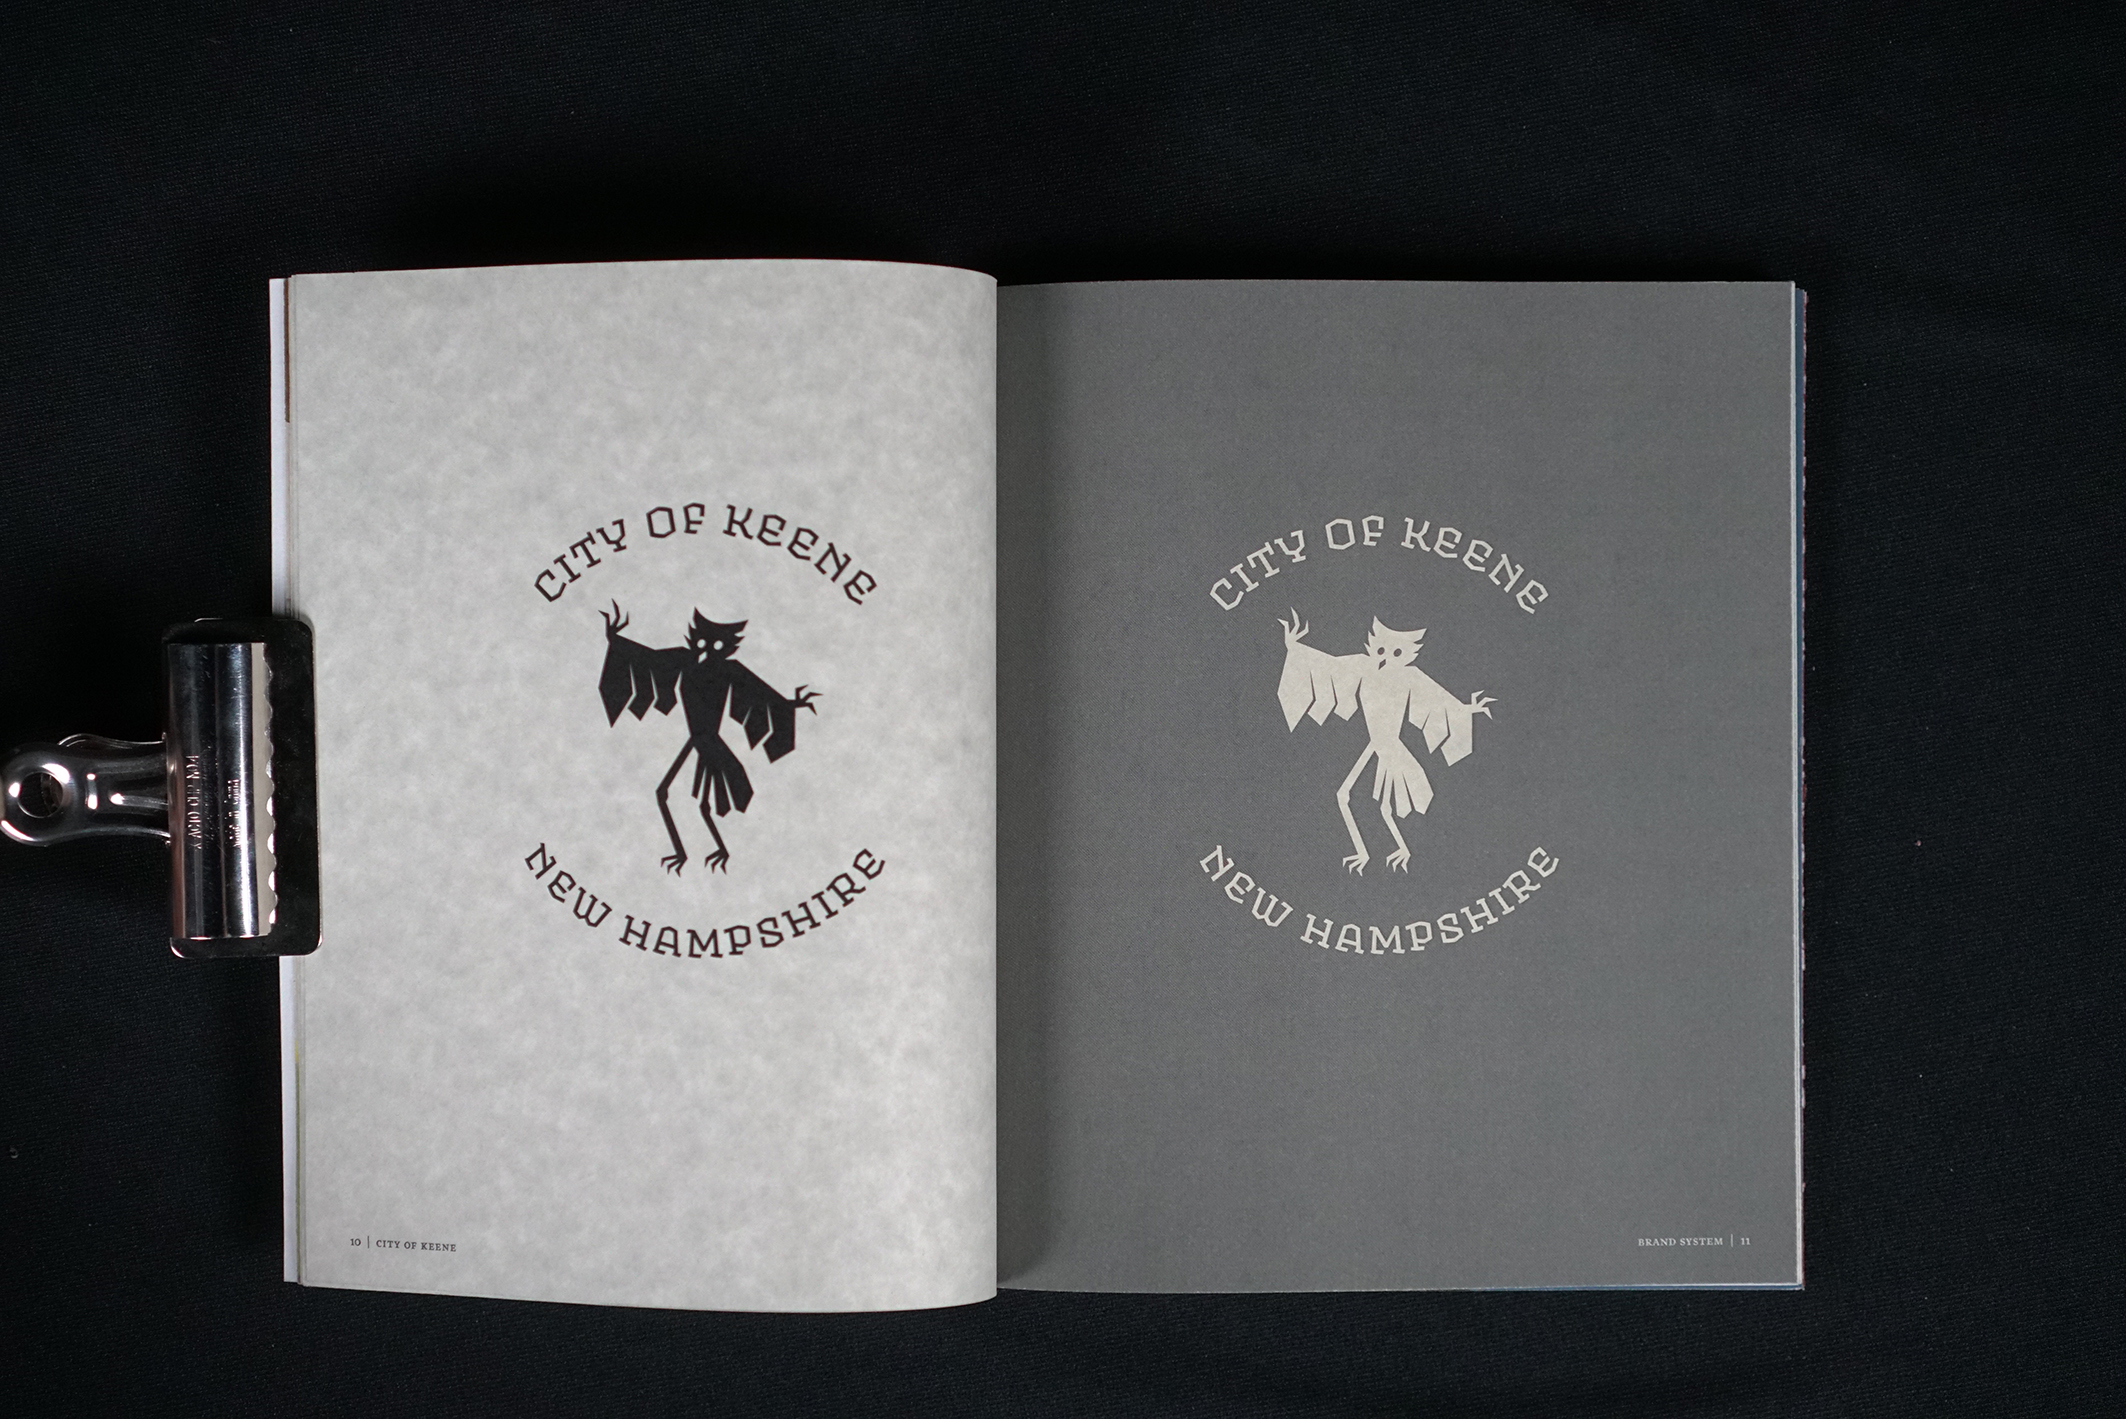 CITY OF KEENE
NEW HAMPSHIRE
10 | CITY OF KEENE
CITY OF KEENE
NEW HAMPSHIRE
BRAND SYSTEM | 11